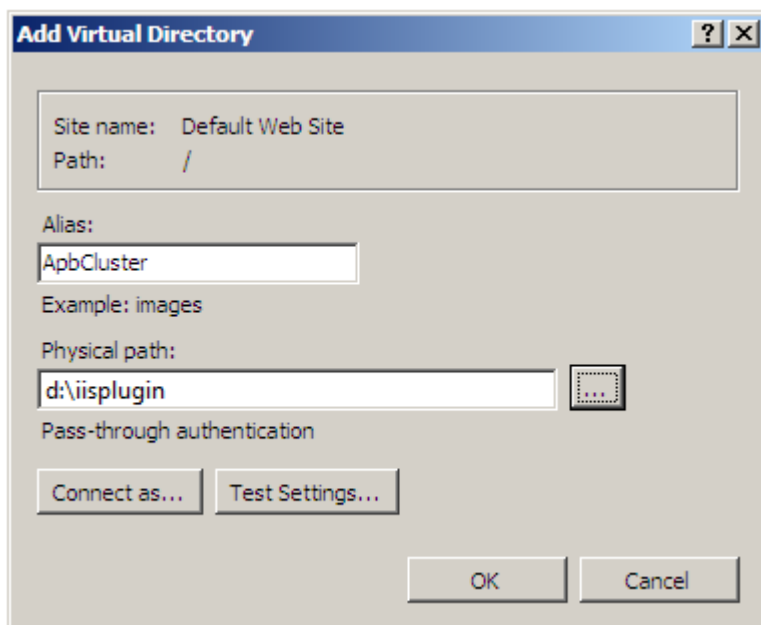 Add Virtual Directory
Site name: Default Web Site
Path: /
Alias:
ApbCluster
Example: images
Physical path:
d:\iisplugin
...
Pass-through authentication
Connect as... Test Settings...
OK Cancel